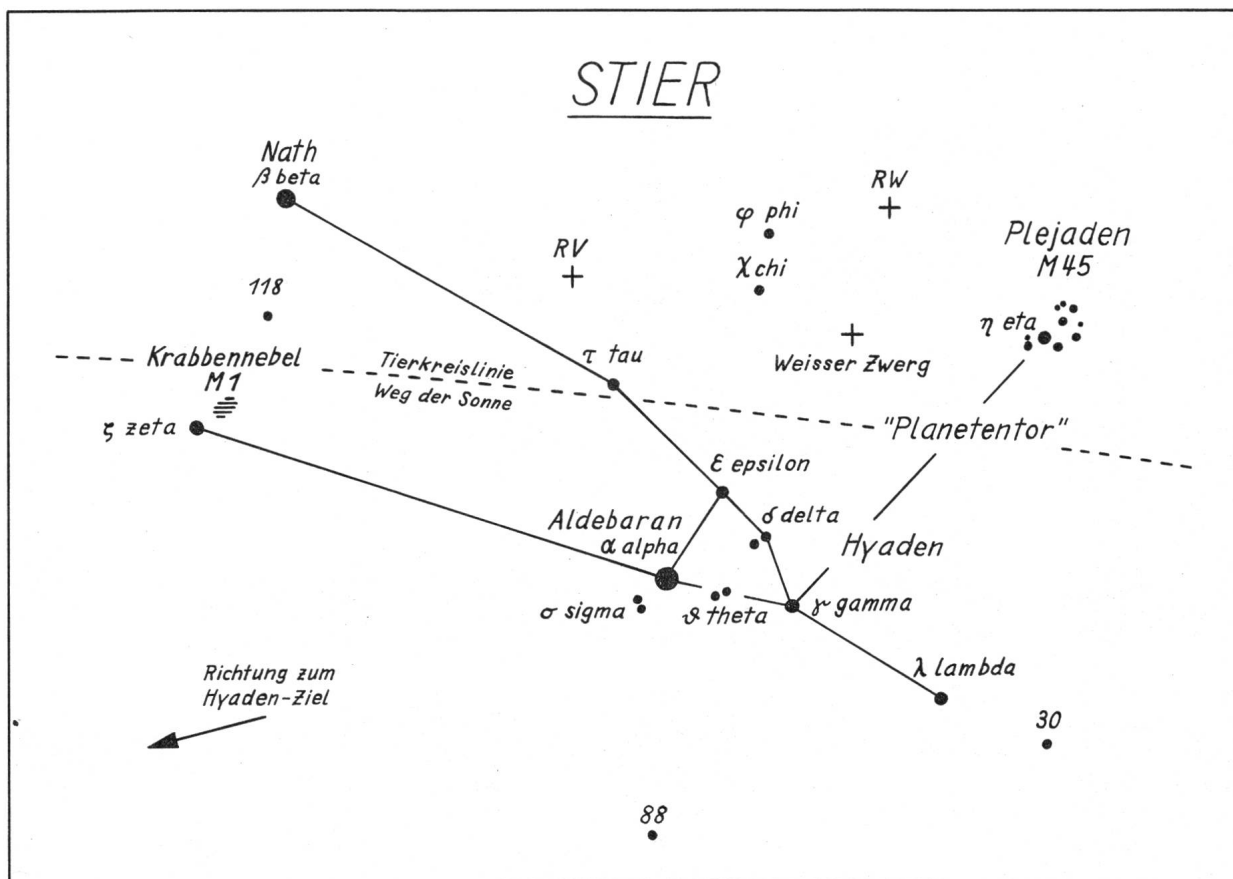 STIER
Nath
β beta
RW
φ phi
Plejaden
M45
RV
χ chi
118
η eta
Krabbennebel
M1
Tierkreislinie
Weg der Sonne
τ tau
Weisser Zwerg
ζ zeta
"Planetentor"
ε epsilon
Aldebaran
α alpha
δ delta
Hyaden
σ sigma
ϑ theta
γ gamma
λ lambda
Richtung zum
Hyaden-Ziel
30
88